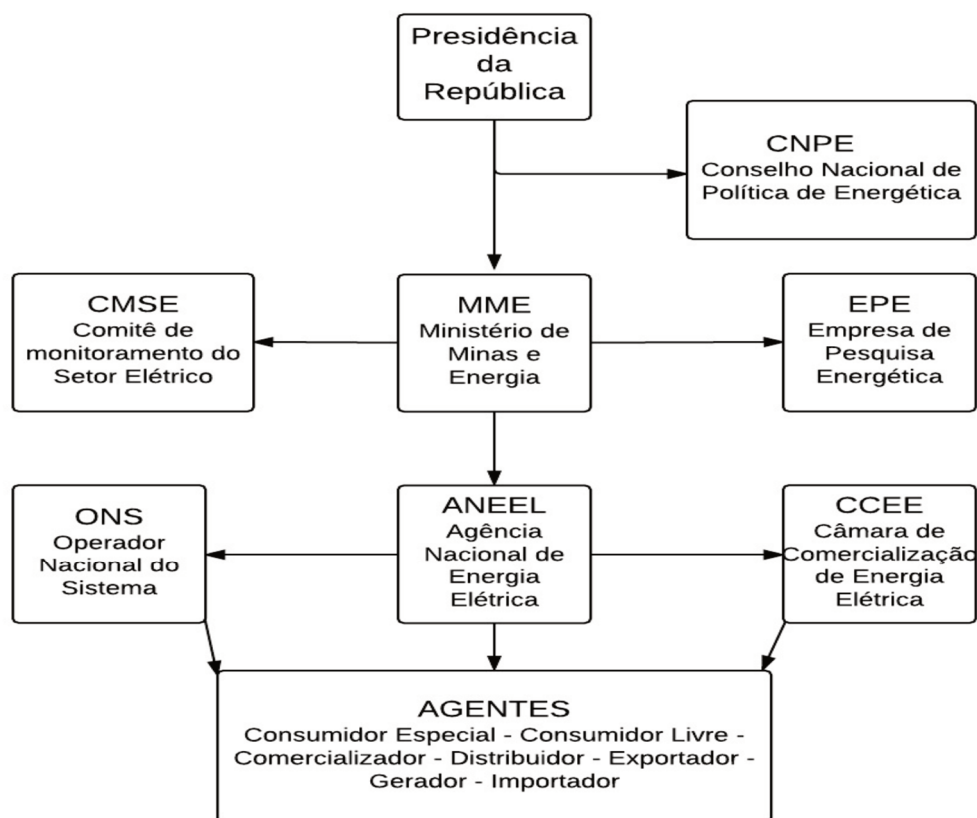 Presidência
da
República
CNPE
Conselho Nacional de
Política de Energética
CMSE
Comitê de
monitoramento do
Setor Elétrico
MME
Ministério de
Minas e
Energia
EPE
Empresa de
Pesquisa
Energética
ONS
Operador
Nacional do
Sistema
ANEEL
Agência
Nacional de
Energia
Elétrica
CCEE
Câmara de
Comercialização
de Energia
Elétrica
AGENTES
Consumidor Especial - Consumidor Livre -
Comercializador - Distribuidor - Exportador -
Gerador - Importador